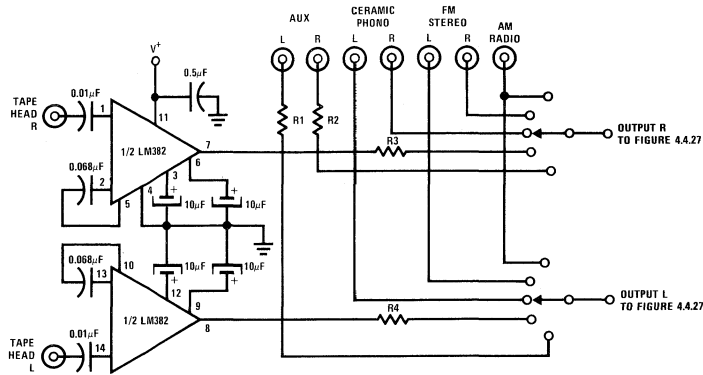 AUX
CERAMIC
PHONO
FM
STEREO
AM
RADIO
L
R
L
R
L
R
V+
0.5μF
0.01μF
TAPE
HEAD
R
1
11
R1
R2
1/2 LM382
7
6
R3
OUTPUT R
TO FIGURE 4.4.27
0.068μF
2
5
4
3
+
10μF
+
10μF
0.068μF
10
13
10μF
+
10μF
+
12
9
8
1/2 LM382
R4
OUTPUT L
TO FIGURE 4.4.27
0.01μF
14
TAPE
HEAD
L